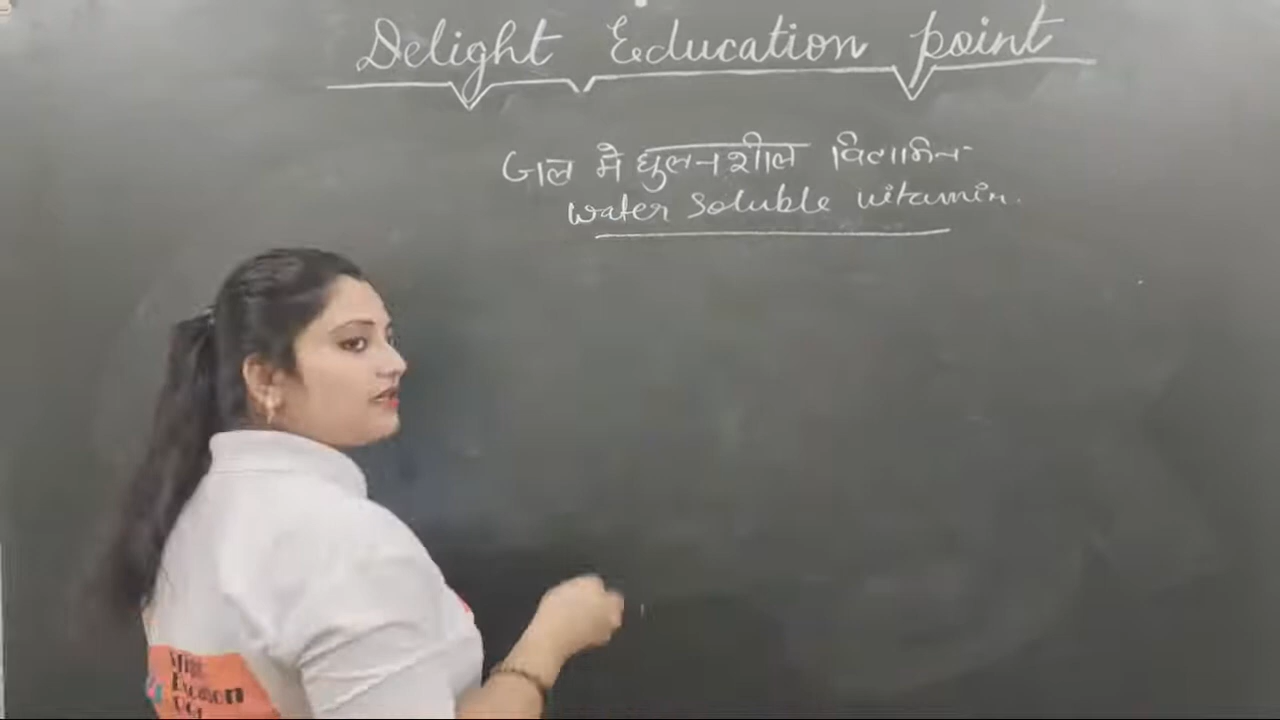 Delight Education point
जल मे घुलनशील विटामिन
water soluble vitamin.